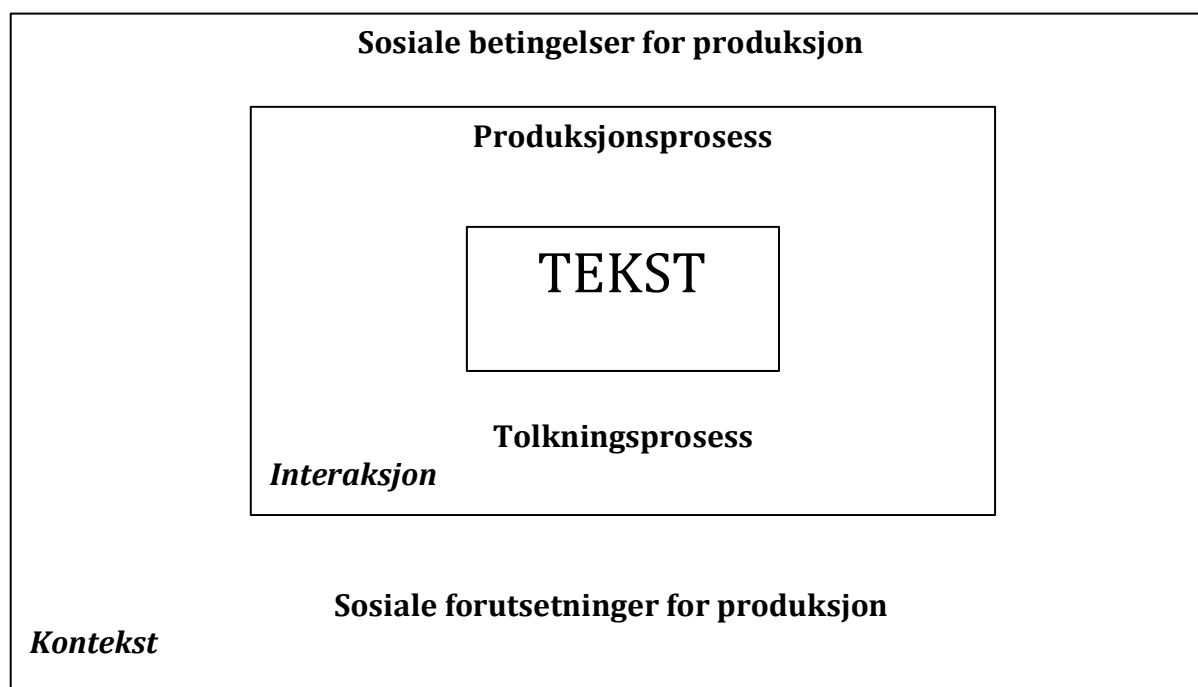 Sosiale betingelser for produksjon
Produksjonsprosess
TEKST
Tolkningsprosess
Interaksjon
Sosiale forutsetninger for produksjon
Kontekst